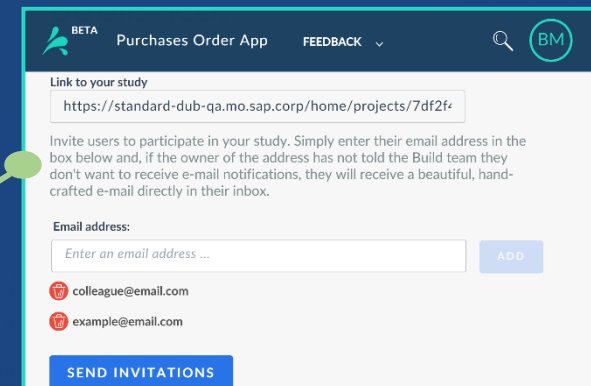 BETA
Purchases Order App FEEDBACK BM
Link to your study
https://standard-dub-qa.mo.sap.corp/home/projects/7df2f4
Invite users to participate in your study. Simply enter their email address in the
box below and, if the owner of the address has not told the Build team they
don't want to receive e-mail notifications, they will receive a beautiful, hand-
crafted e-mail directly in their inbox.
Email address:
Enter an email address ...
ADD
colleague@email.com
example@email.com
SEND INVITATIONS